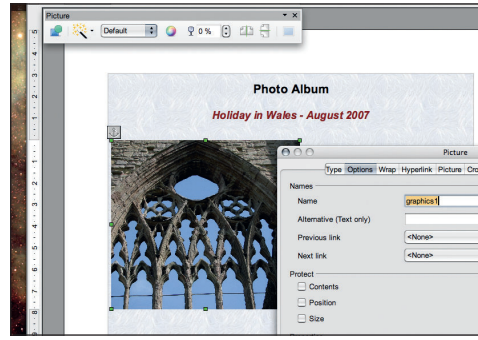 Picture
Default
0 %
Photo Album
Holiday in Wales - August 2007
Picture
Type Options Wrap Hyperlink Picture Cro
Names
Name graphics1
Alternative (Text only)
Previous link <None>
Next link <None>
Protect
Contents
Position
Size